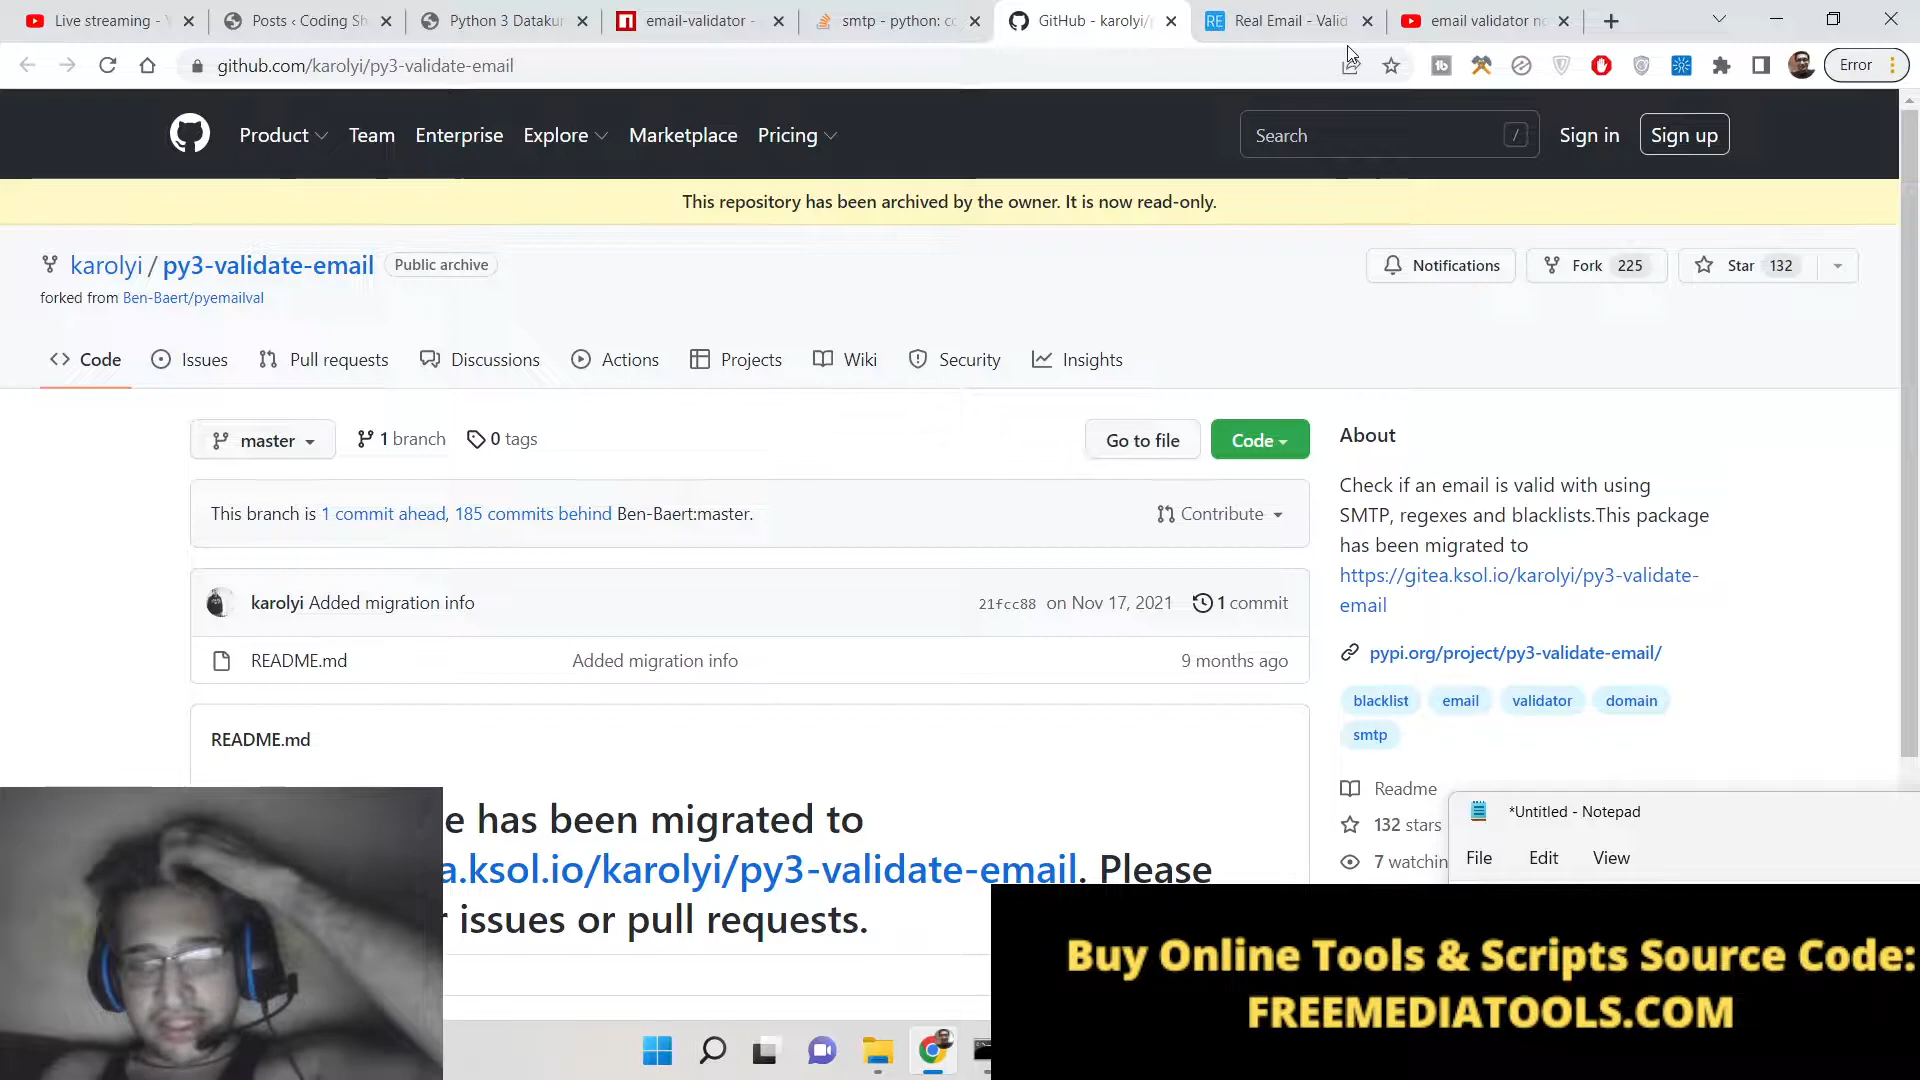 Live streaming - Y
Posts ‹ Coding Sh
Python 3 Datakun
email-validator -
smtp - python: co
GitHub - karolyi/p
Real Email - Valid
email validator no
github.com/karolyi/py3-validate-email
Error
Product
Team
Enterprise
Explore
Marketplace
Pricing
Search
/
Sign in
Sign up
This repository has been archived by the owner. It is now read-only.
karolyi / py3-validate-email
Public archive
Notifications
Fork 225
Star 132
forked from Ben-Baert/pyemailval
Code
Issues
Pull requests
Discussions
Actions
Projects
Wiki
Security
Insights
master
1 branch
0 tags
Go to file
Code
About
This branch is 1 commit ahead, 185 commits behind Ben-Baert:master.
Contribute
Check if an email is valid with using
SMTP, regexes and blacklists.This package
has been migrated to
https://gitea.ksol.io/karolyi/py3-validate-
email
karolyi Added migration info
21fcc88 on Nov 17, 2021
1 commit
README.md
Added migration info
9 months ago
pypi.org/project/py3-validate-email/
blacklist
email
validator
domain
smtp
README.md
Readme
132 stars
7 watchin
e has been migrated to
a.ksol.io/karolyi/py3-validate-email. Please
issues or pull requests.
*Untitled - Notepad
File
Edit
View
Buy Online Tools & Scripts Source Code:
FREEMEDIATOOLS.COM